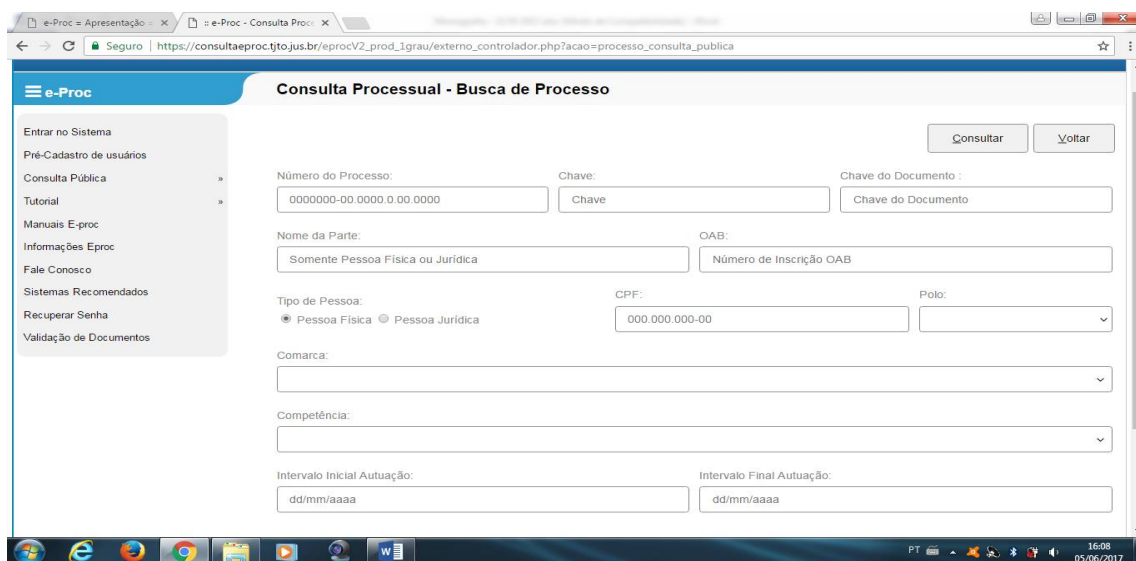 e-Proc = Apresentação =
:: e-Proc - Consulta Proc
Seguro | https://consultaeproc.tjto.jus.br/eprocV2_prod_1grau/externo_controlador.php?acao=processo_consulta_publica
e-Proc
Consulta Processual - Busca de Processo
Entrar no Sistema
Pré-Cadastro de usuários
Consulta Pública »
Tutorial »
Manuais E-proc
Informações Eproc
Fale Conosco
Sistemas Recomendados
Recuperar Senha
Validação de Documentos
Consultar Voltar
Número do Processo: Chave: Chave do Documento :
0000000-00.0000.0.00.0000 Chave Chave do Documento
Nome da Parte: OAB:
Somente Pessoa Física ou Jurídica Número de Inscrição OAB
Tipo de Pessoa: CPF: Polo:
Pessoa Física Pessoa Jurídica 000.000.000-00
Comarca:
Competência:
Intervalo Inicial Autuação: Intervalo Final Autuação:
dd/mm/aaaa dd/mm/aaaa
PT 16:08
05/06/2017